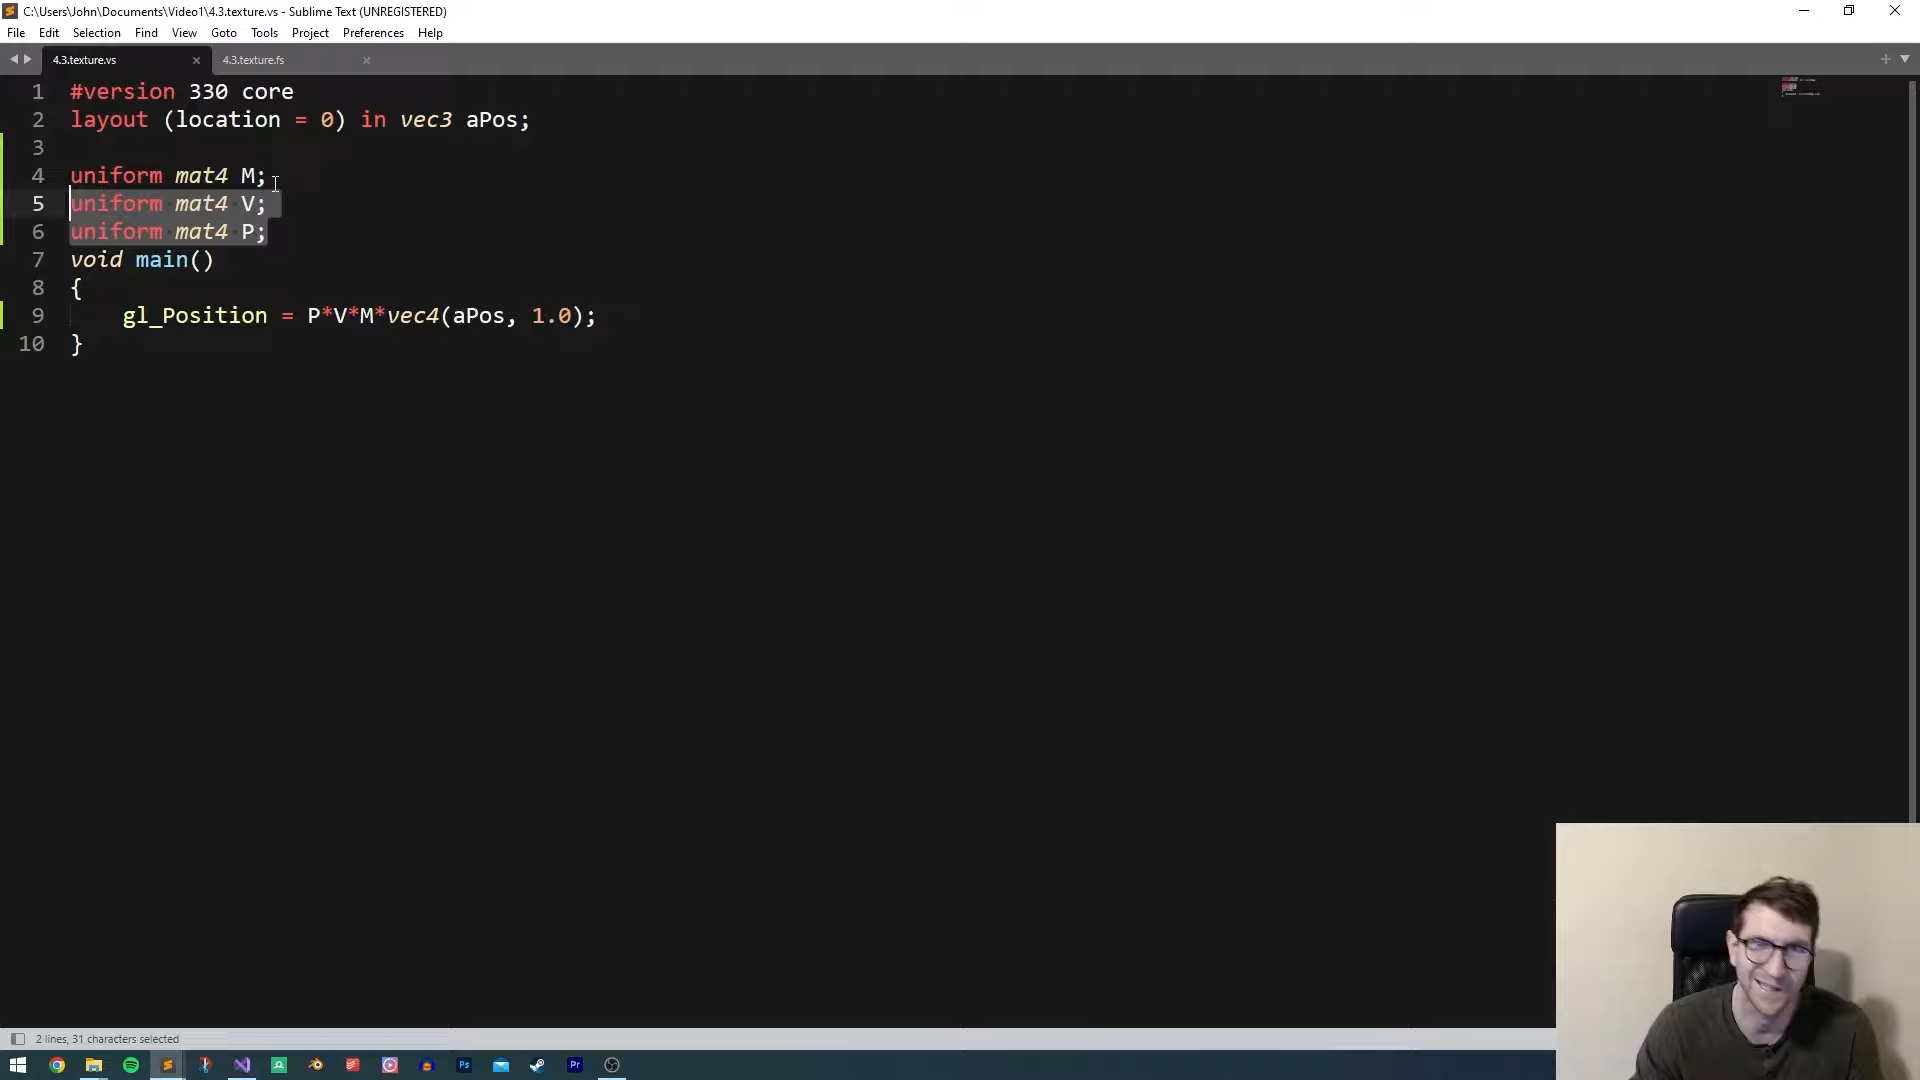 C:\Users\John\Documents\Video1\4.3.texture.vs - Sublime Text (UNREGISTERED)
File Edit Selection Find View Goto Tools Project Preferences Help
4.3.texture.vs 4.3.texture.fs
1 #version 330 core
2 layout (location = 0) in vec3 aPos;
3
4 uniform mat4 M;
5 uniform mat4 V;
6 uniform mat4 P;
7 void main()
8 {
9 gl_Position = P*V*M*vec4(aPos, 1.0);
10 }
2 lines, 31 characters selected
Ps
Pr